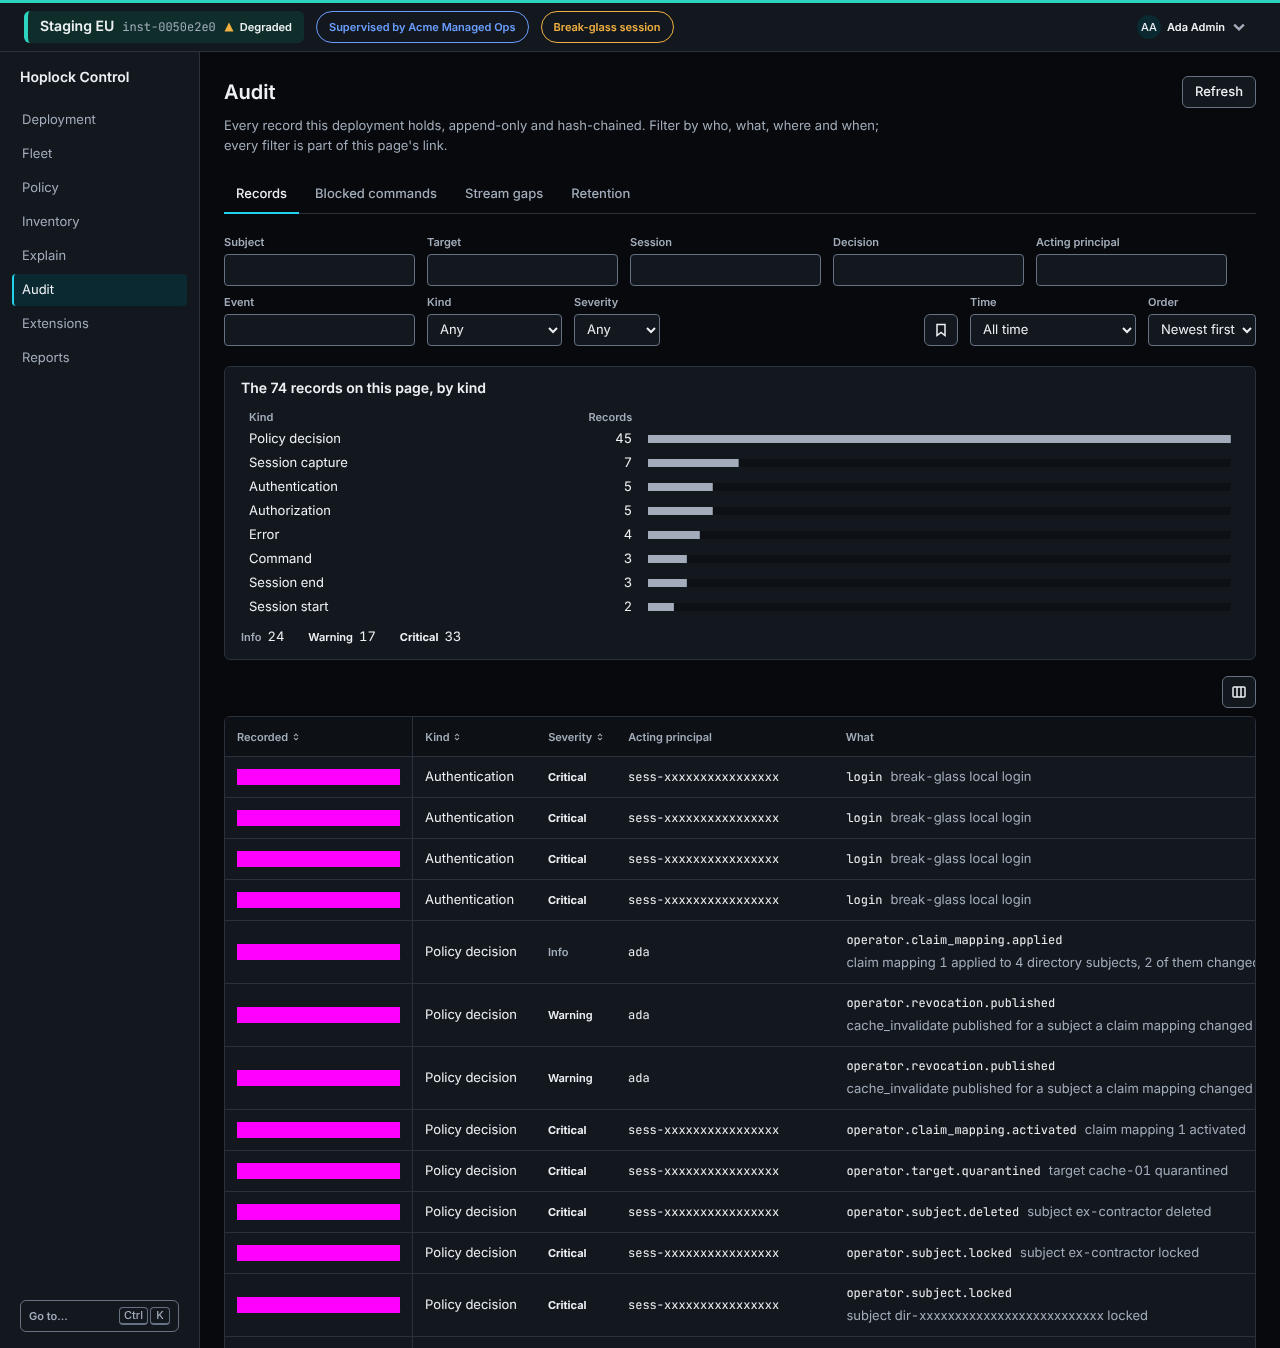 Staging EU inst-0050e2e0 Degraded Supervised by Acme Managed Ops Break-glass session AA Ada Admin
Hoplock Control
Deployment
Fleet
Policy
Inventory
Explain
Audit
Extensions
Reports
Go to... Ctrl K
Audit
Refresh
Every record this deployment holds, append-only and hash-chained. Filter by who, what, where and when;
every filter is part of this page's link.
Records Blocked commands Stream gaps Retention
Subject Target Session Decision Acting principal
Event Kind Severity Time Order
Any Any All time Newest first
The 74 records on this page, by kind
Kind Records
Policy decision 45
Session capture 7
Authentication 5
Authorization 5
Error 4
Command 3
Session end 3
Session start 2
Info 24 Warning 17 Critical 33
Recorded Kind Severity Acting principal What
Authentication Critical sess-xxxxxxxxxxxxxxxx login break-glass local login
Authentication Critical sess-xxxxxxxxxxxxxxxx login break-glass local login
Authentication Critical sess-xxxxxxxxxxxxxxxx login break-glass local login
Authentication Critical sess-xxxxxxxxxxxxxxxx login break-glass local login
Policy decision Info ada operator.claim_mapping.applied
claim mapping 1 applied to 4 directory subjects, 2 of them changed
Policy decision Warning ada operator.revocation.published
cache_invalidate published for a subject a claim mapping changed
Policy decision Warning ada operator.revocation.published
cache_invalidate published for a subject a claim mapping changed
Policy decision Critical sess-xxxxxxxxxxxxxxxx operator.claim_mapping.activated claim mapping 1 activated
Policy decision Critical sess-xxxxxxxxxxxxxxxx operator.target.quarantined target cache-01 quarantined
Policy decision Critical sess-xxxxxxxxxxxxxxxx operator.subject.deleted subject ex-contractor deleted
Policy decision Critical sess-xxxxxxxxxxxxxxxx operator.subject.locked subject ex-contractor locked
Policy decision Critical sess-xxxxxxxxxxxxxxxx operator.subject.locked
subject dir-xxxxxxxxxxxxxxxxxxxxxxxxxx locked